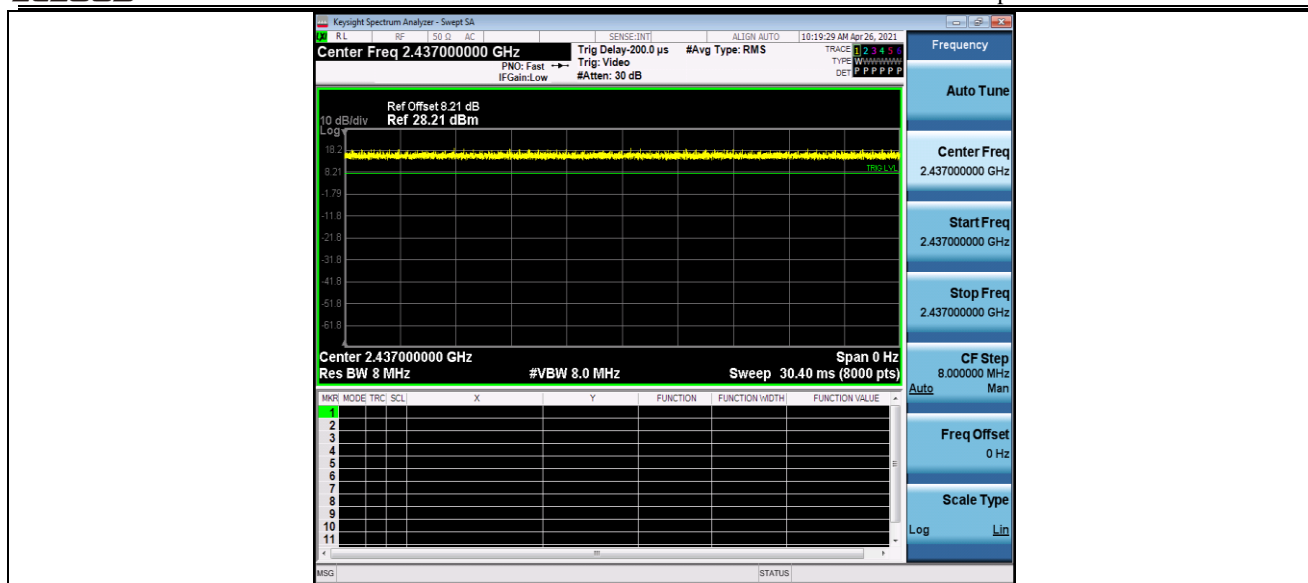 Keysight Spectrum Analyzer - Swept SA
RL RF 50 Ω AC SENSE:INT ALIGN AUTO 10:19:29 AM Apr 26, 2021
Center Freq 2.437000000 GHz
PNO: Fast
IFGain:Low
Trig Delay-200.0 µs
Trig: Video
#Atten: 30 dB
#Avg Type: RMS
TRACE 1 2 3 4 5 6
TYPE WWWWWW
DET P P P P P P
Ref Offset 8.21 dB
10 dB/div Ref 28.21 dBm
Log
18.2
8.21
TRIG LVL
-1.79
-11.8
-21.8
-31.8
-41.8
-51.8
-61.8
Center 2.437000000 GHz Span 0 Hz
Res BW 8 MHz #VBW 8.0 MHz Sweep 30.40 ms (8000 pts)
MKR MODE TRC SCL X Y FUNCTION FUNCTION WIDTH FUNCTION VALUE
1
2
3
4
5
6
7
8
9
10
11
MSG STATUS
Frequency
Auto Tune
Center Freq
2.437000000 GHz
Start Freq
2.437000000 GHz
Stop Freq
2.437000000 GHz
CF Step
8.000000 MHz
Auto Man
Freq Offset
0 Hz
Scale Type
Log Lin